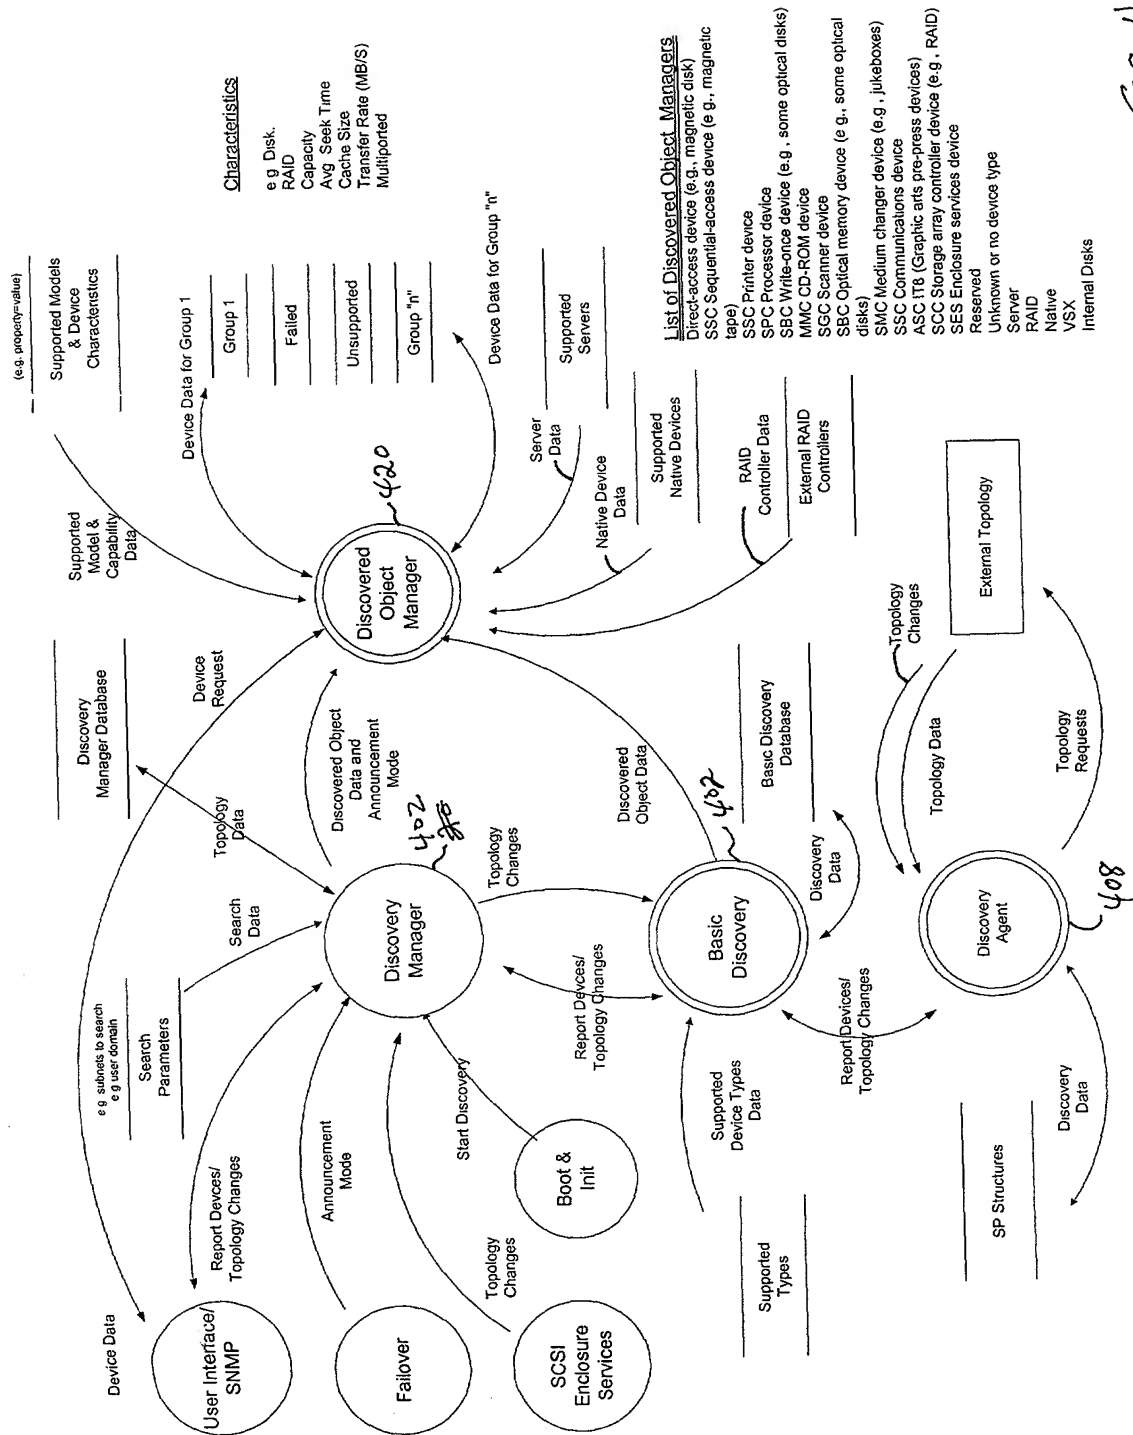 Device Data
User Interface/
SNMP
Failover
SCSI
Enclosure
Services
Report Devces/
Topology Changes
Announcement
Mode
Topology
Changes
Start Discovery
Boot &
Init
e g subnets to search
e g user domain
Search
Parameters
Search
Data
Topology
Data
Discovery
Manager Database
Device
Request
Discovery
Manager
402
Discovered Object
Data and
Announcement
Mode
Topology
Changes
Report Devces/
Topology Changes
Supported
Types
Supported
Device Types
Data
Basic
Discovery
402
Discovered
Object Data
Basic Discovery
Database
Discovery
Data
Report Devices/
Topology Changes
SP Structures
Discovery
Data
Discovery
Agent
408
Topology Data
Topology
Changes
Topology
Requests
External Topology
Supported
Model &
Capability
Data
(e.g. property=value)
Supported Models
& Device
Characteristics
Discovered
Object
Manager
420
Device Data for Group 1
Group 1
Failed
Unsupported
Group "n"
Device Data for Group "n"
Server
Data
Supported
Servers
Native Device
Data
Supported
Native Devices
RAID
Controller Data
External RAID
Controllers
Characteristics
e g Disk.
RAID
Capacity
Avg Seek Time
Cache Size
Transfer Rate (MB/S)
Multiported
List of Discovered Object Managers
Direct-access device (e.g., magnetic disk)
SSC Sequential-access device (e g., magnetic
tape)
SSC Printer device
SPC Processor device
SBC Write-once device (e.g , some optical disks)
MMC CD-ROM device
SGC Scanner device
SBC Optical memory device (e g., some optical
disks)
SMC Medium changer device (e.g , jukeboxes)
SSC Communications device
ASC IT8 (Graphic arts pre-press devices)
SCC Storage array controller device (e.g , RAID)
SES Enclosure services device
Reserved
Unknown or no device type
Server
RAID
Native
VSX
Internal Disks